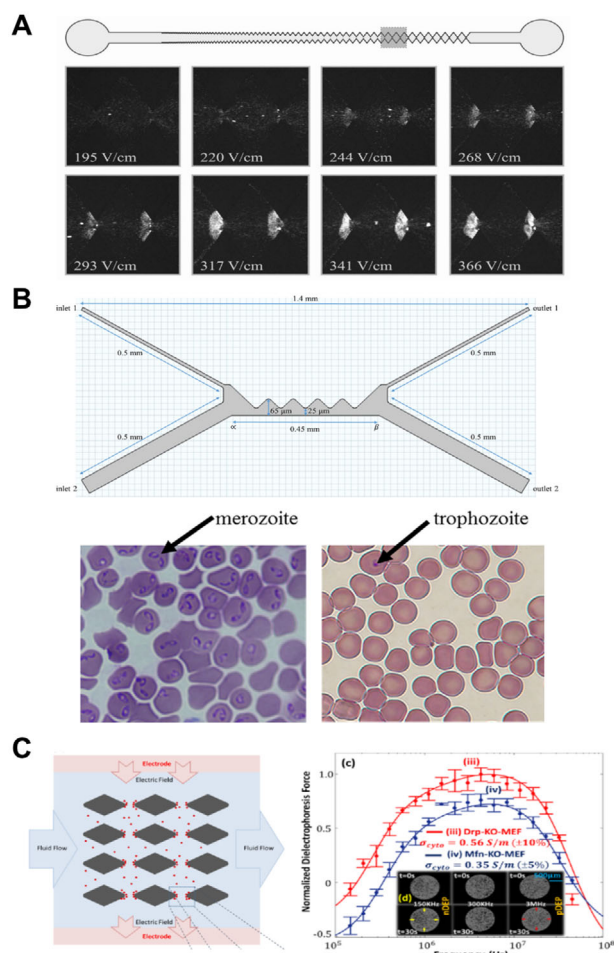 A
195 V/cm
220 V/cm
244 V/cm
268 V/cm
293 V/cm
317 V/cm
341 V/cm
366 V/cm
B
inlet 1
1.4 mm
outlet 1
0.5 mm
0.5 mm
65 μm
25 μm
α
0.45 mm
β
0.5 mm
0.5 mm
inlet 2
outlet 2
merozoite
trophozoite
C
Electrode
Electric Field
Fluid Flow
Fluid Flow
Electric Field
Electrode
(c)
Normalized Dielectrophoresis Force
1.0
0.5
0
-0.5
(iii)
(iv)
(iii) Drp-KO-MEF
σcyto = 0.56 S/m (±10%)
(iv) Mfn-KO-MEF
σcyto = 0.35 S/m (±5%)
t=0s
t=0s
t=0s
(d)
nDEP
150KHz
300KHz
3MHz
pDEP
t=30s
t=30s
t=30s
10⁵
10⁶
10⁷
10⁸